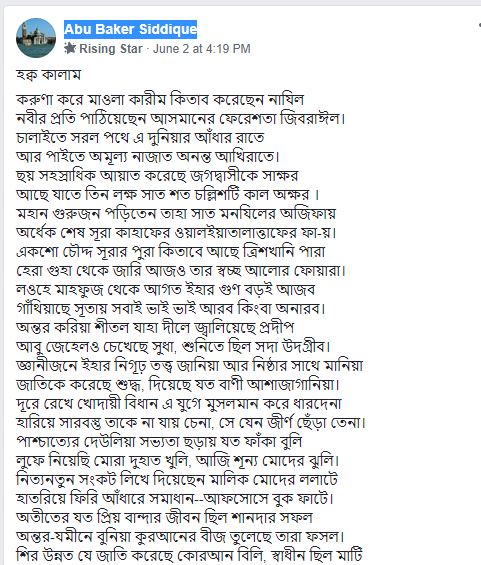 Abu Baker Siddique
Rising Star · June 2 at 4:19 PM
হক্ব কালাম
করুণা করে মাওলা কারীম কিতাব করেছেন নাযিল
নবীর প্রতি পাঠিয়েছেন আসমানের ফেরেশতা জিবরাঈল।
চালাইতে সরল পথে এ দুনিয়ার আঁধার রাতে
আর পাইতে অমূল্য নাজাত অনন্ত আখিরাতে।
ছয় সহস্রাধিক আয়াত করেছে জগদ্বাসীকে সাক্ষর
আছে যাতে তিন লক্ষ সাত শত চল্লিশটি কাল অক্ষর ।
মহান গুরুজন পড়িতেন তাহা সাত মনযিলের অজিফায়
অর্ধেক শেষ সূরা কাহাফের ওয়ালইয়াতালাত্তাফের ফা-য়।
একশো চৌদ্দ সূরার পুরা কিতাবে আছে ত্রিশখানি পারা
হেরা গুহা থেকে জারি আজও তার স্বচ্ছ আলোর ফোয়ারা।
লওহে মাহফুজ থেকে আগত ইহার গুণ বড়ই আজব
গাঁথিয়াছে সূতায় সবাই ভাই ভাই আরব কিংবা অনারব।
অন্তর করিয়া শীতল যাহা দীলে জ্বালিয়েছে প্রদীপ
আবু জেহেলও চেখেছে সুধা, শুনিতে ছিল সদা উদগ্রীব।
জ্ঞানীজনে ইহার নিগূঢ় তত্ত্ব জানিয়া আর নিষ্ঠার সাথে মানিয়া
জাতিকে করেছে শুদ্ধ, দিয়েছে যত বাণী আশাজাগানিয়া।
দূরে রেখে খোদায়ী বিধান এ যুগে মুসলমান করে ধারদেনা
হারিয়ে সারবস্তু তাকে না যায় চেনা, সে যেন জীর্ণ ছেঁড়া তেনা।
পাশ্চাত্যের দেউলিয়া সভ্যতা ছড়ায় যত ফাঁকা বুলি
লুফে নিয়েছি মোরা দুহাত খুলি, আজি শূন্য মোদের ঝুলি।
নিত্যনতুন সংকট লিখে দিয়েছেন মালিক মোদের ললাটে
হাতরিয়ে ফিরি আঁধারে সমাধান--আফসোসে বুক ফাটে।
অতীতের যত প্রিয় বান্দার জীবন ছিল শানদার সফল
অন্তর-যমীনে বুনিয়া কুরআনের বীজ তুলেছে তারা ফসল।
শির উন্নত যে জাতি করেছে কোরআন বিলি, স্বাধীন ছিল মাটি